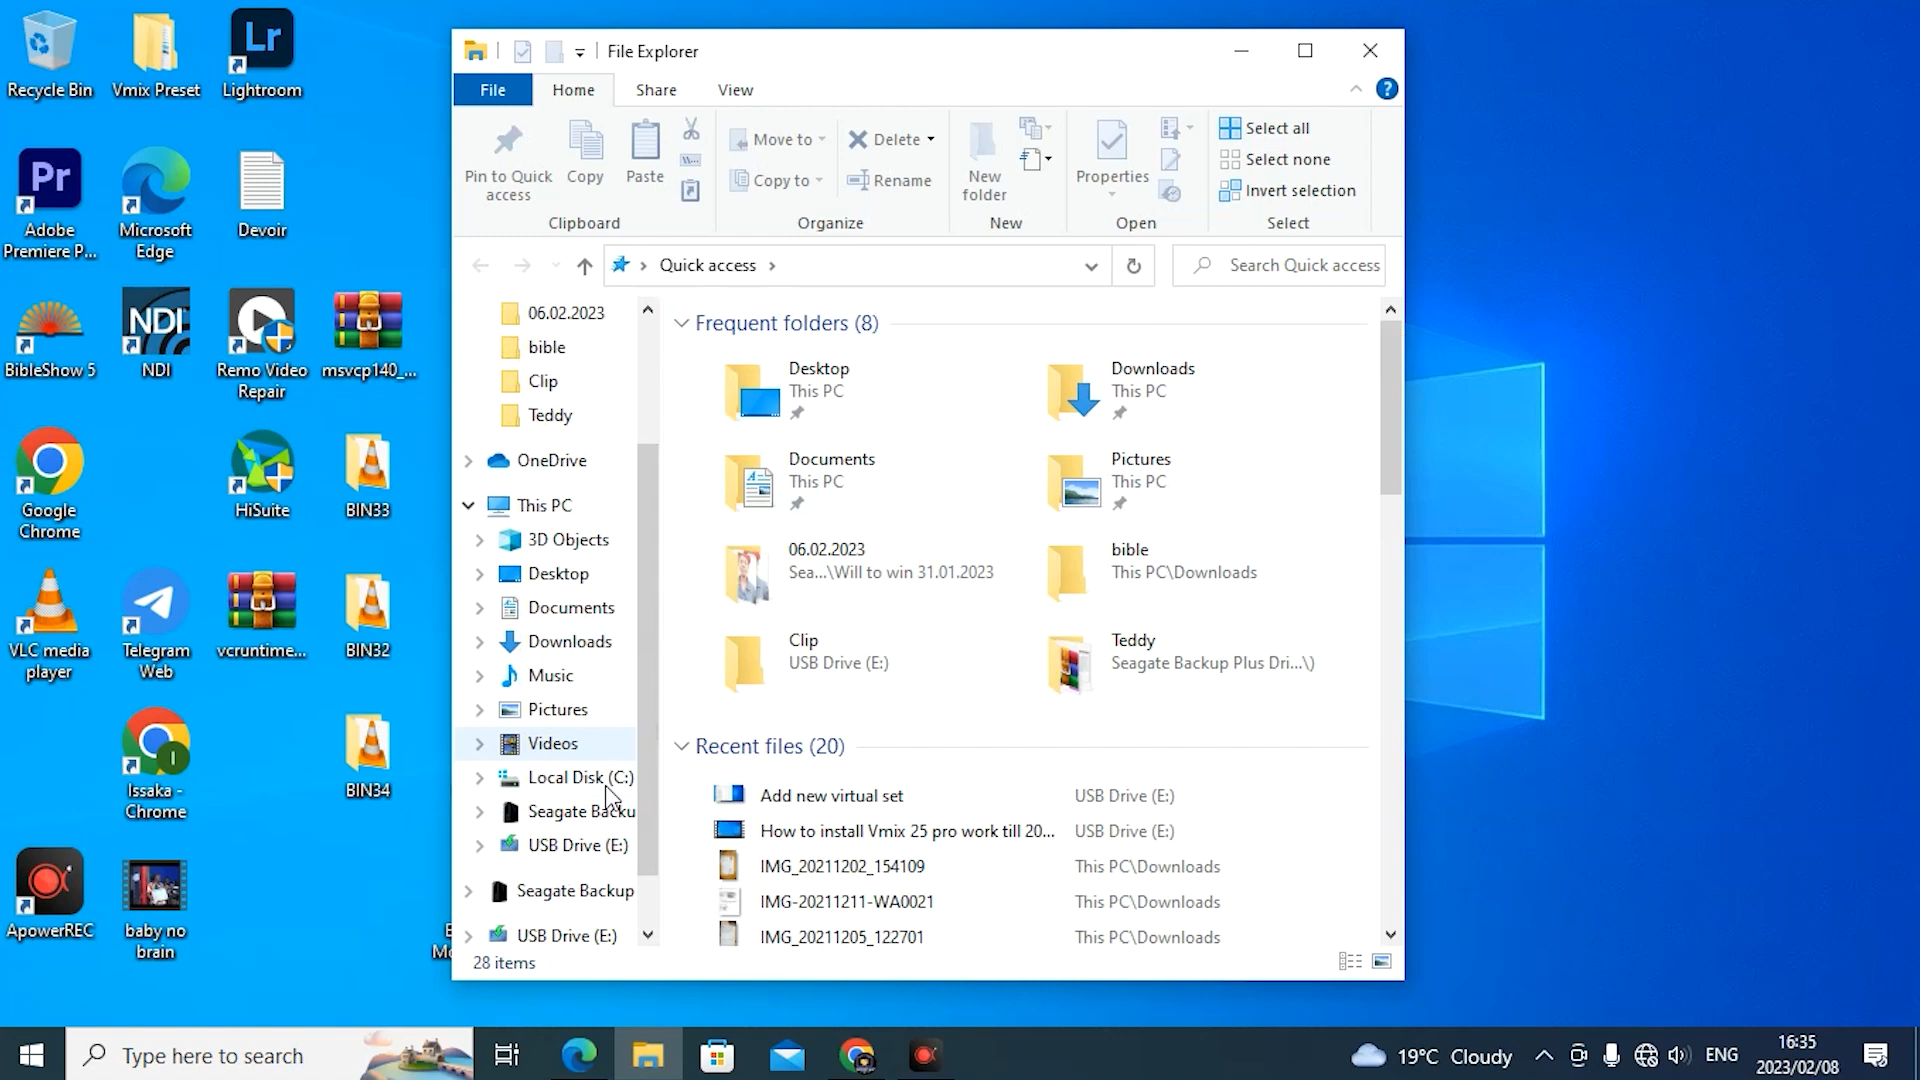 Recycle Bin
Vmix Preset
Lr
Lightroom
Pr
Adobe
Premiere P...
Microsoft
Edge
Devoir
BibleShow 5
NDI
NDI
Remo Video
Repair
msvcp140_...
Google
Chrome
HiSuite
BIN33
VLC media
player
Telegram
Web
vcruntime...
BIN32
I
Issaka -
Chrome
BIN34
ApowerREC
baby no
brain
File Explorer
File
Home
Share
View
?
Pin to Quick
access
Copy
Paste
Move to
Copy to
Delete
Rename
New
folder
Properties
Select all
Select none
Invert selection
Clipboard
Organize
New
Open
Select
Quick access
Search Quick access
06.02.2023
bible
Clip
Teddy
OneDrive
This PC
3D Objects
Desktop
Documents
Downloads
Music
Pictures
Videos
Local Disk (C:)
Seagate Backu
USB Drive (E:)
Seagate Backup
USB Drive (E:)
28 items
Frequent folders (8)
Desktop
This PC
Downloads
This PC
Documents
This PC
Pictures
This PC
06.02.2023
Sea...\Will to win 31.01.2023
bible
This PC\Downloads
Clip
USB Drive (E:)
Teddy
Seagate Backup Plus Dri...\)
Recent files (20)
Add new virtual set USB Drive (E:)
How to install Vmix 25 pro work till 20... USB Drive (E:)
IMG_20211202_154109 This PC\Downloads
IMG-20211211-WA0021 This PC\Downloads
IMG_20211205_122701 This PC\Downloads
Type here to search
19°C Cloudy
ENG
16:35
2023/02/08